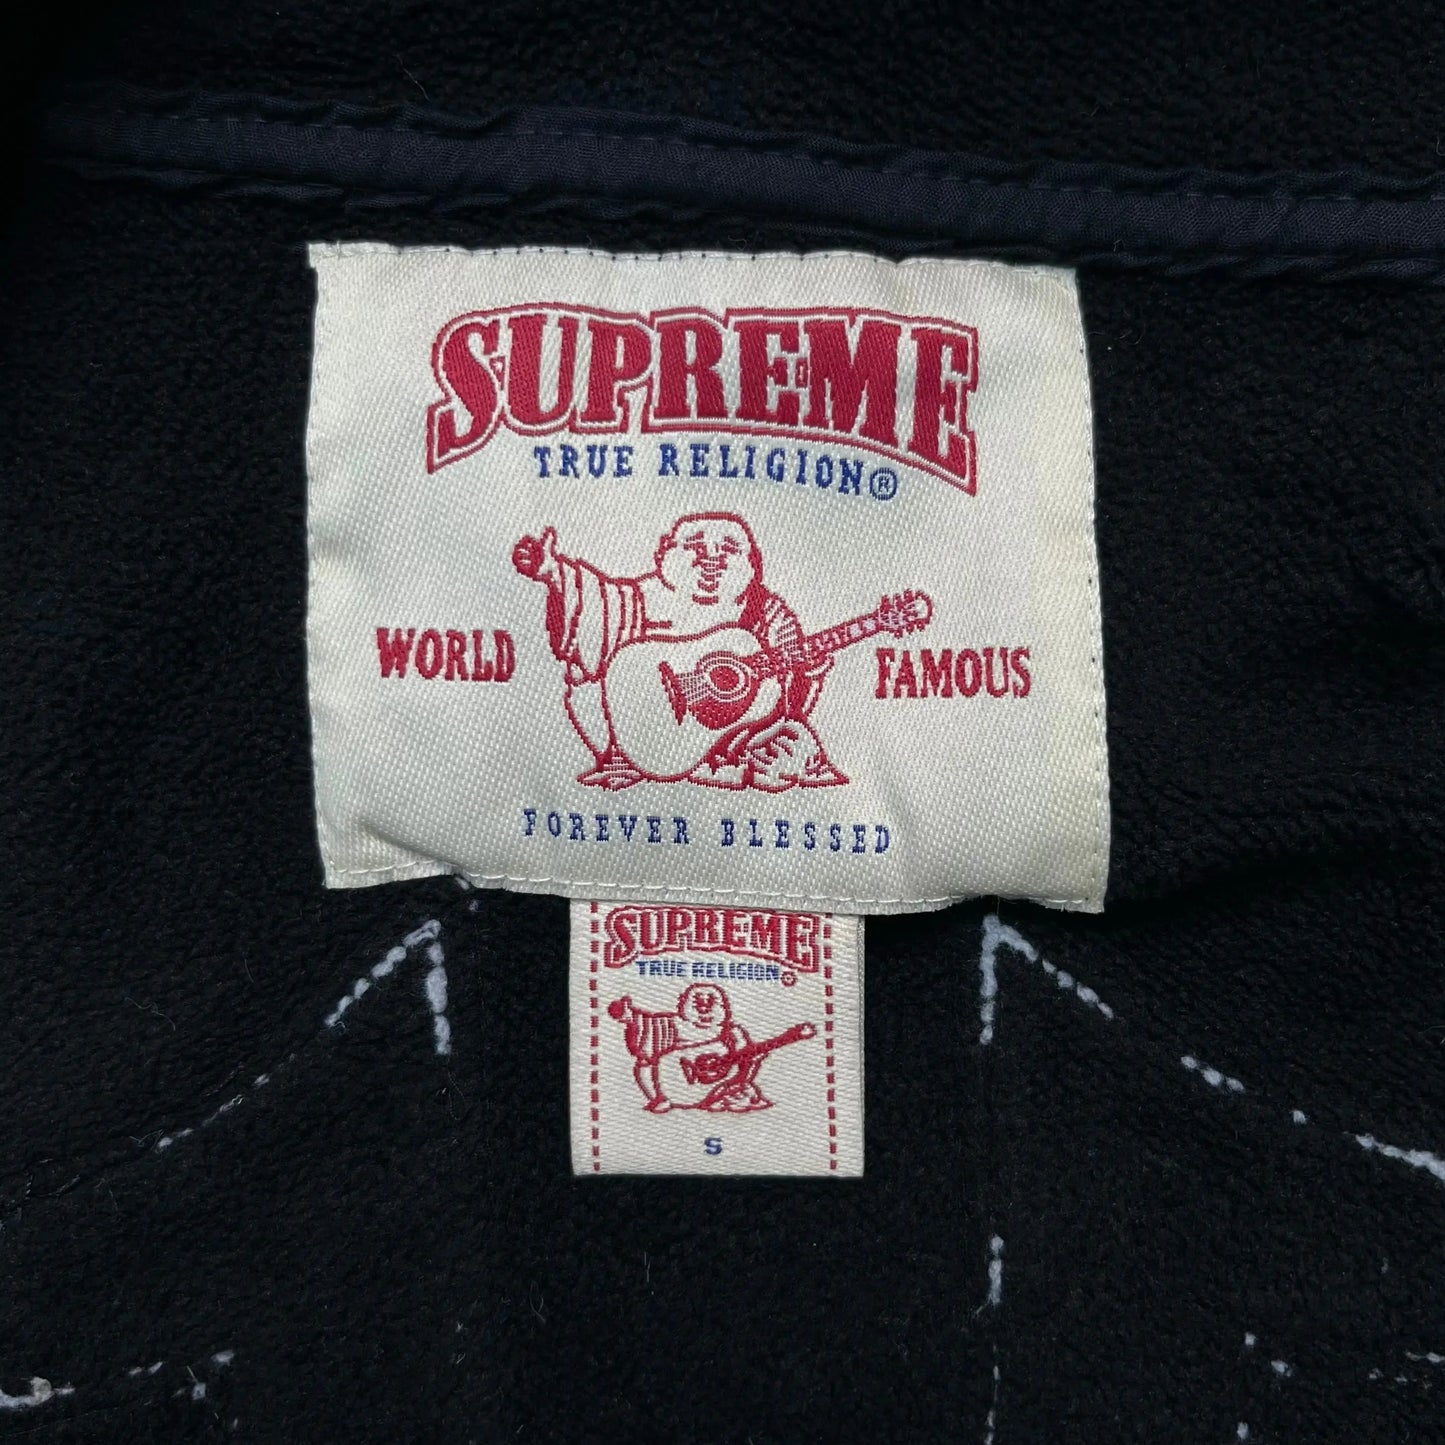 SUPREME
TRUE RELIGION®
WORLD FAMOUS
FOREVER BLESSED
SUPREME
TRUE RELIGION®
S